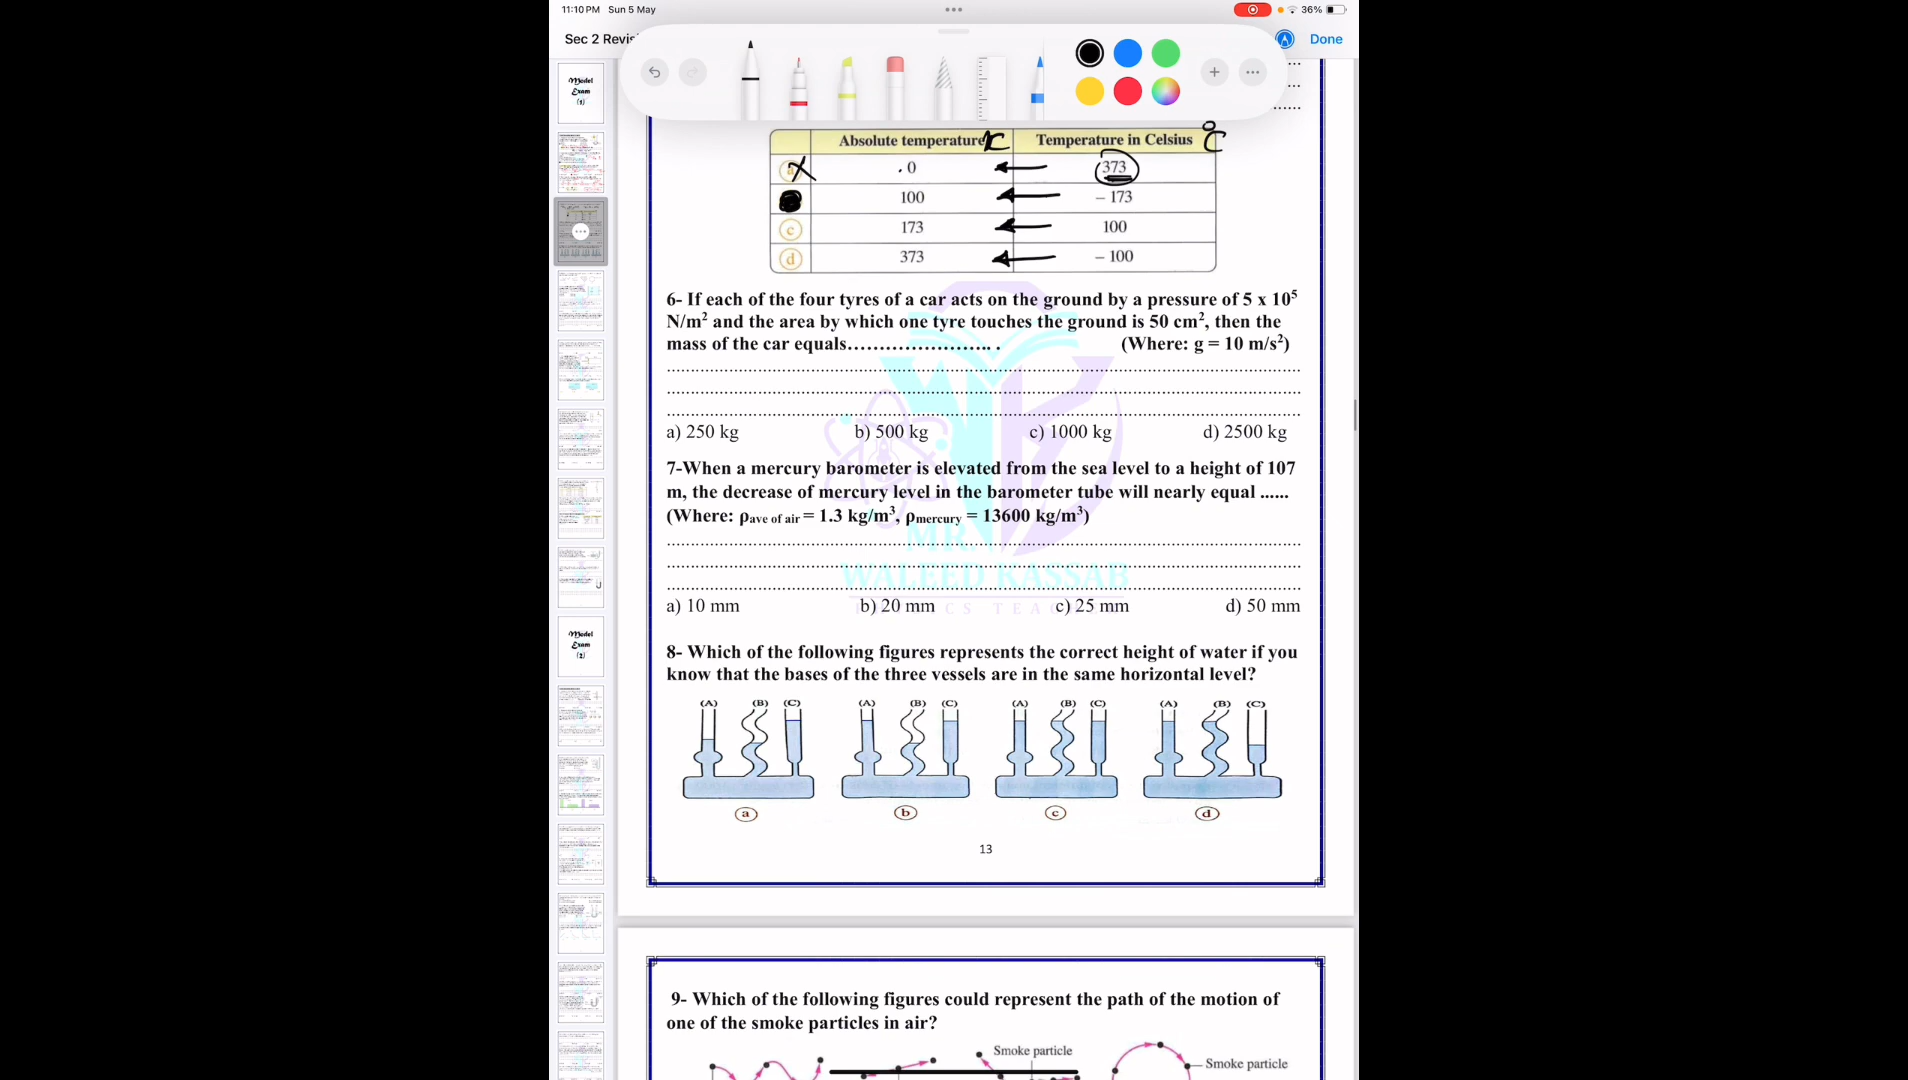 11:10 PM Sun 5 May
36%
Sec 2 Revis
Done
Model
Exam
(1)
Model
Exam
(2)
Absolute temperature K Temperature in Celsius °C
a 0 373
100 – 173
c 173 100
d 373 – 100
6- If each of the four tyres of a car acts on the ground by a pressure of 5 x 10⁵
N/m² and the area by which one tyre touches the ground is 50 cm², then the
mass of the car equals…………………… . (Where: g = 10 m/s²)
a) 250 kg b) 500 kg c) 1000 kg d) 2500 kg
7-When a mercury barometer is elevated from the sea level to a height of 107
m, the decrease of mercury level in the barometer tube will nearly equal ......
(Where: ρave of air = 1.3 kg/m³, ρmercury = 13600 kg/m³)
MR.
WALEED KASSAB
a) 10 mm b) 20 mm c) 25 mm d) 50 mm
8- Which of the following figures represents the correct height of water if you
know that the bases of the three vessels are in the same horizontal level?
(A) (B) (C) (A) (B) (C) (A) (B) (C) (A) (B) (C)
a b c d
13
9- Which of the following figures could represent the path of the motion of
one of the smoke particles in air?
Smoke particle
Smoke particle